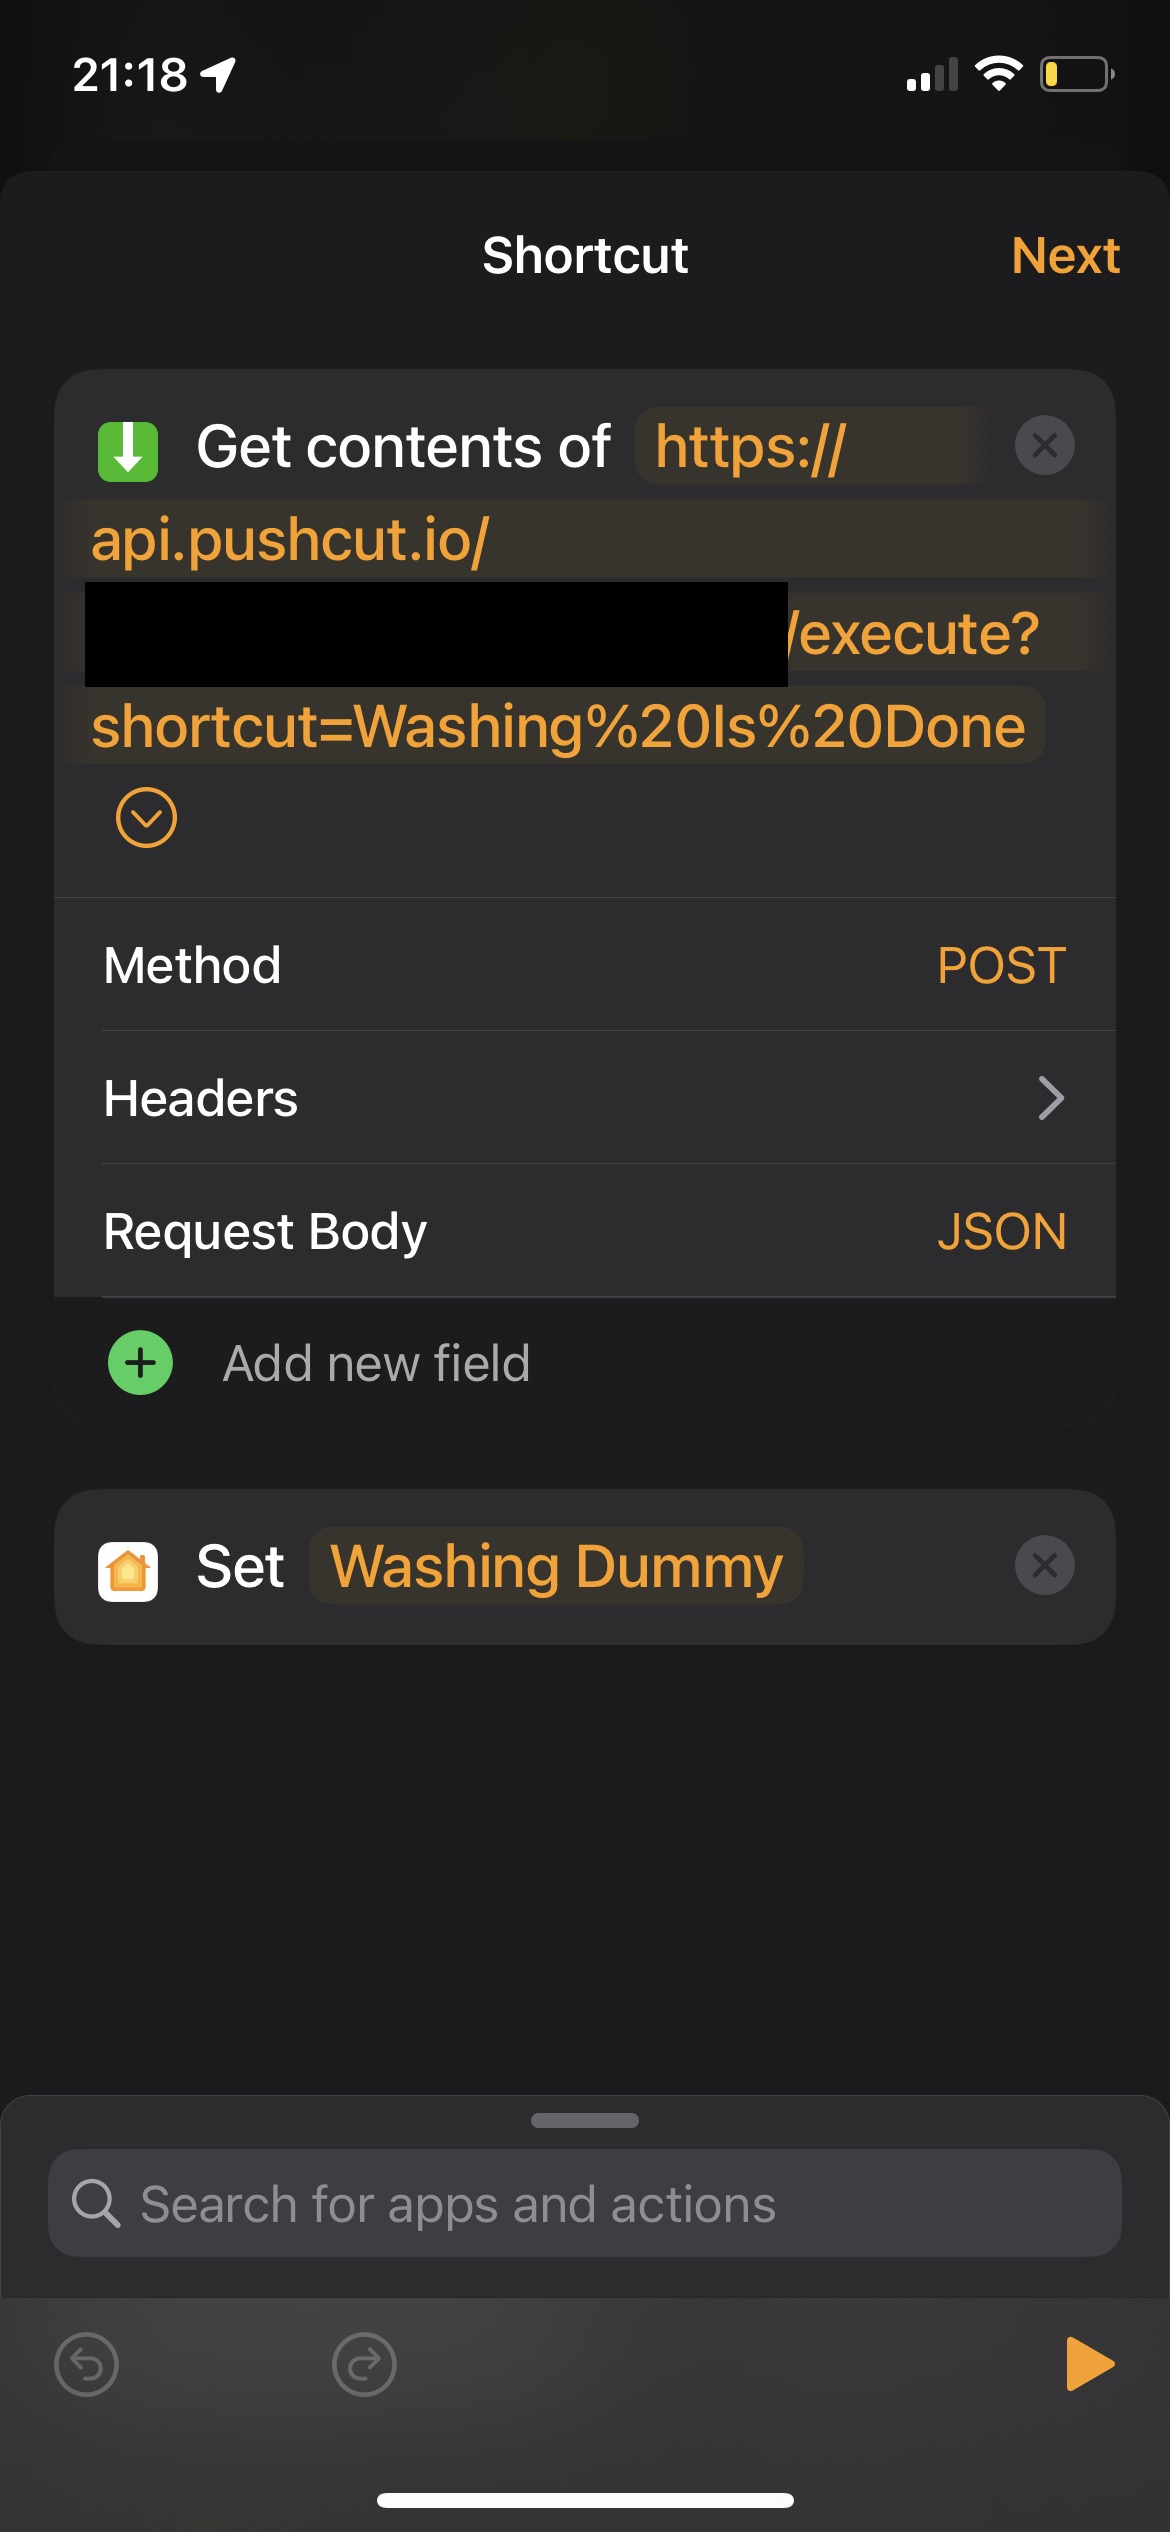 21:18
Shortcut
Next
Get contents of https://
api.pushcut.io/
/execute?
shortcut=Washing%20Is%20Done
Method
POST
Headers
Request Body
JSON
Add new field
Set Washing Dummy
Search for apps and actions